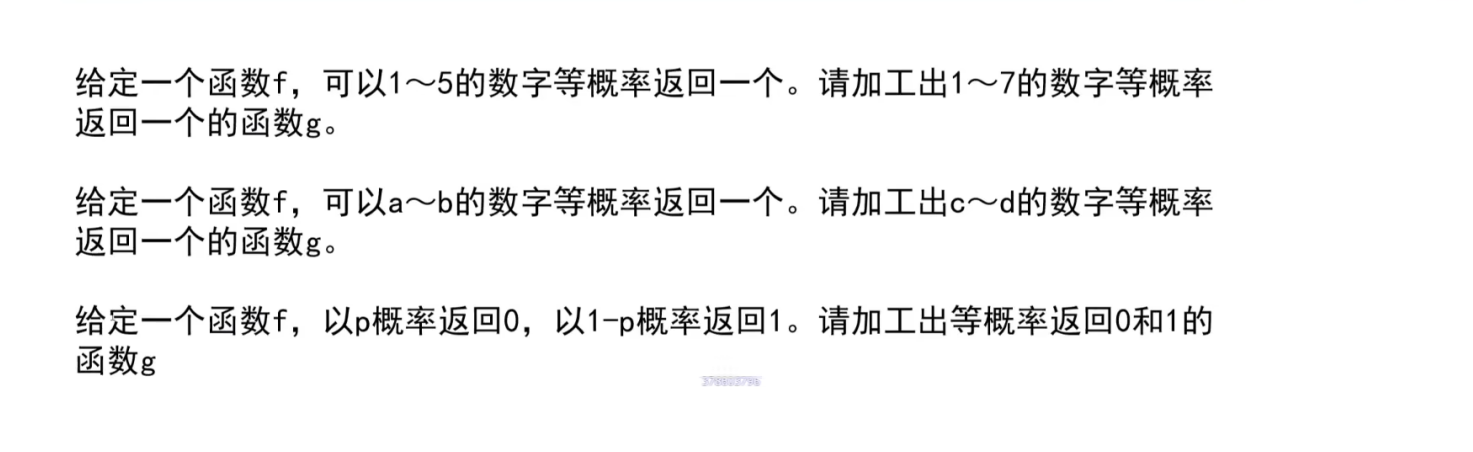 给定一个函数f，可以1～5的数字等概率返回一个。请加工出1～7的数字等概率
返回一个的函数g。
给定一个函数f，可以a～b的数字等概率返回一个。请加工出c～d的数字等概率
返回一个的函数g。
给定一个函数f，以p概率返回0，以1-p概率返回1。请加工出等概率返回0和1的
函数g